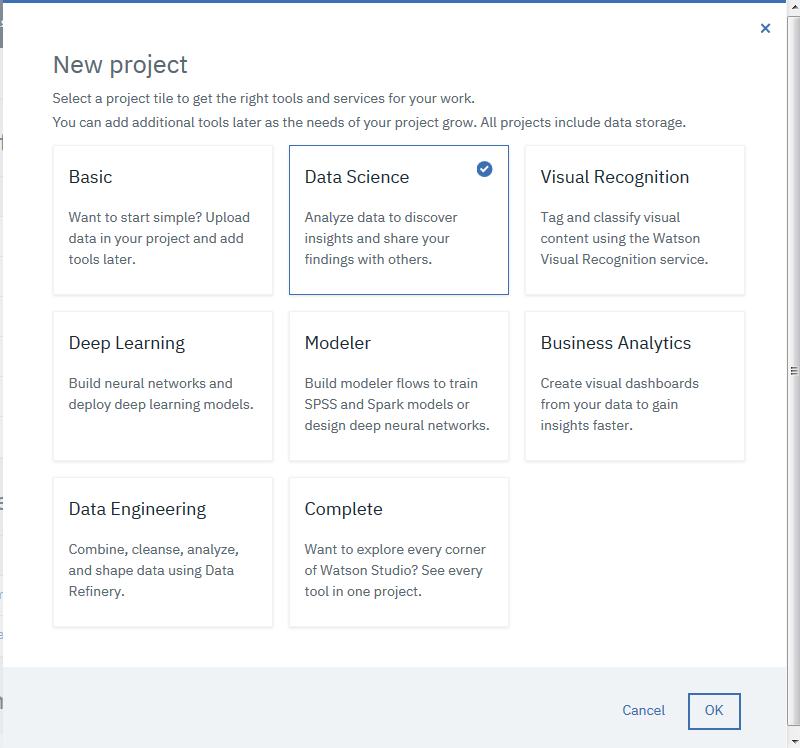 New project
Select a project tile to get the right tools and services for your work.
You can add additional tools later as the needs of your project grow. All projects include data storage.
Basic
Want to start simple? Upload
data in your project and add
tools later.
Data Science
Analyze data to discover
insights and share your
findings with others.
Visual Recognition
Tag and classify visual
content using the Watson
Visual Recognition service.
Deep Learning
Build neural networks and
deploy deep learning models.
Modeler
Build modeler flows to train
SPSS and Spark models or
design deep neural networks.
Business Analytics
Create visual dashboards
from your data to gain
insights faster.
Data Engineering
Combine, cleanse, analyze,
and shape data using Data
Refinery.
Complete
Want to explore every corner
of Watson Studio? See every
tool in one project.
Cancel
OK